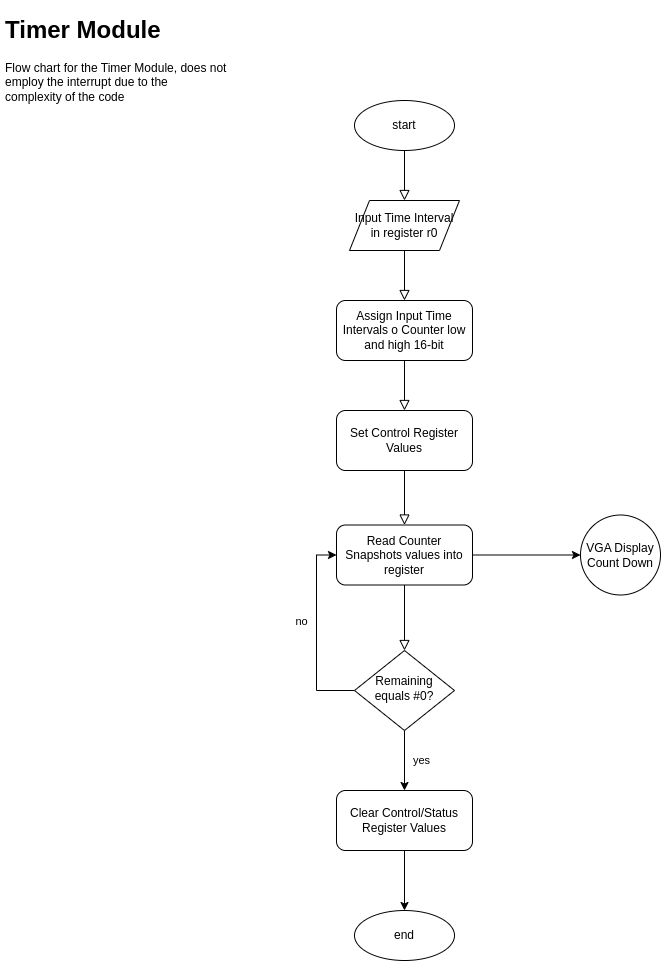 Timer Module
Flow chart for the Timer Module, does not
employ the interrupt due to the
complexity of the code
start
Input Time Interval
in register r0
Assign Input Time
Intervals o Counter low
and high 16-bit
Set Control Register
Values
Read Counter
Snapshots values into
register
VGA Display
Count Down
no
Remaining
equals #0?
yes
Clear Control/Status
Register Values
end